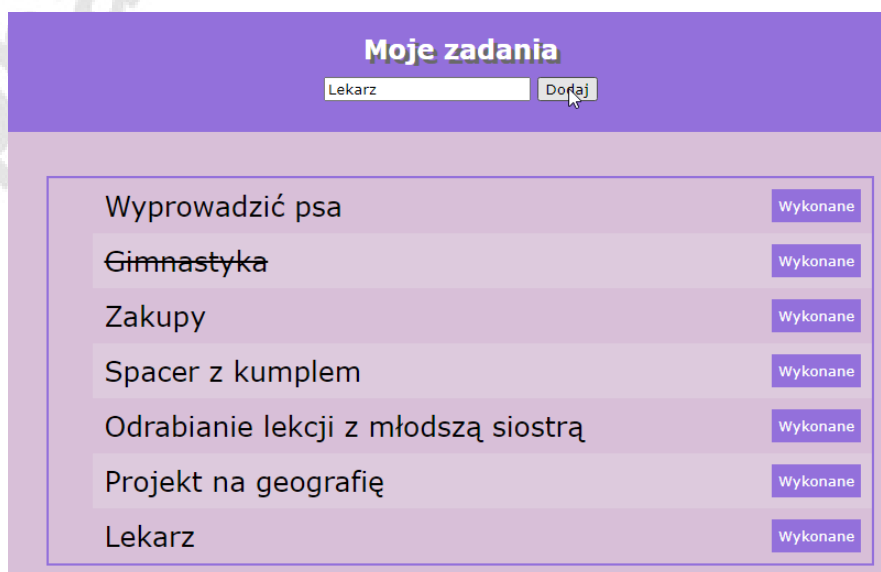 Moje zadania
Lekarz Dodaj
Wyprowadzić psa Wykonane
Gimnastyka Wykonane
Zakupy Wykonane
Spacer z kumplem Wykonane
Odrabianie lekcji z młodszą siostrą Wykonane
Projekt na geografię Wykonane
Lekarz Wykonane